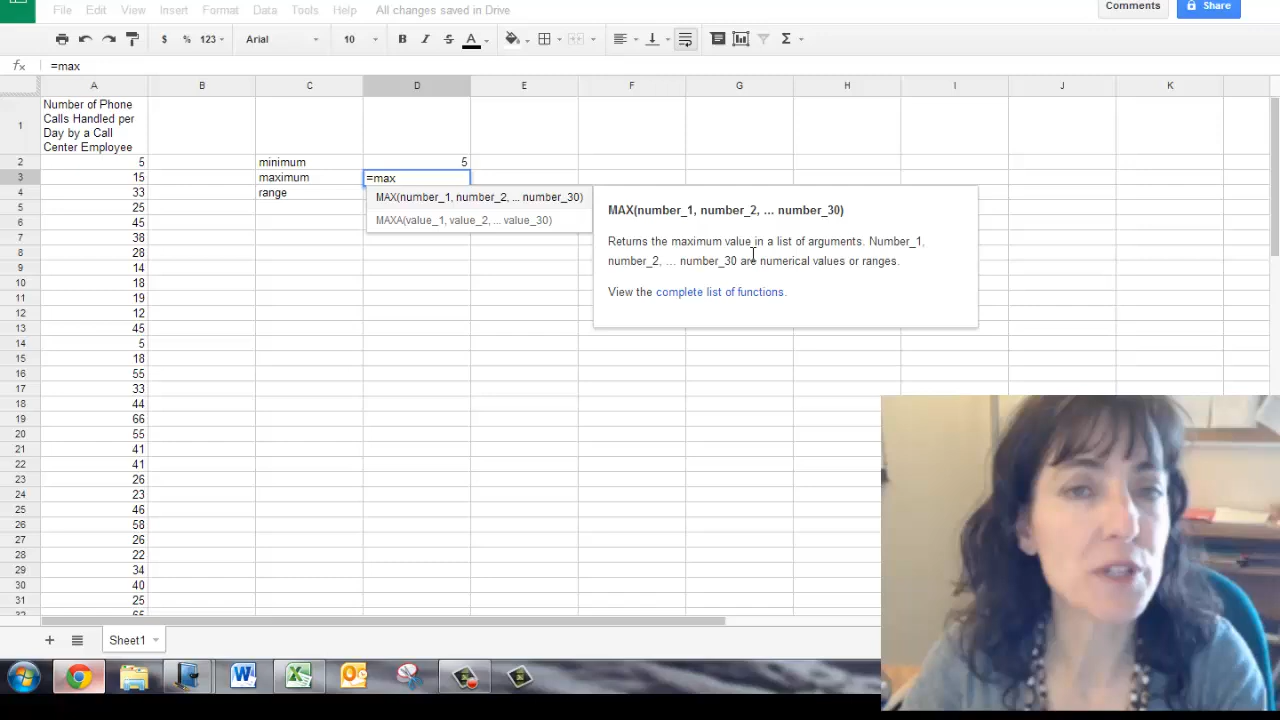 File Edit View Insert Format Data Tools Help All changes saved in Drive
Comments Share
$ % 123 Arial 10 B I S A Σ
fx =max
A B C D E F G H I J K
1 Number of Phone
Calls Handled per
Day by a Call
Center Employee
2 5 minimum 5
3 15 maximum =max
4 33 range
MAX(number_1, number_2, ... number_30)
MAXA(value_1, value_2, ... value_30)
MAX(number_1, number_2, ... number_30)
Returns the maximum value in a list of arguments. Number_1,
number_2, ... number_30 are numerical values or ranges.
View the complete list of functions.
5 25
6 45
7 38
8 28
9 14
10 18
11 19
12 12
13 45
14 5
15 18
16 55
17 33
18 44
19 66
20 55
21 41
22 41
23 26
24 23
25 46
26 58
27 26
28 22
29 34
30 40
31 25
32 65
+ Sheet1